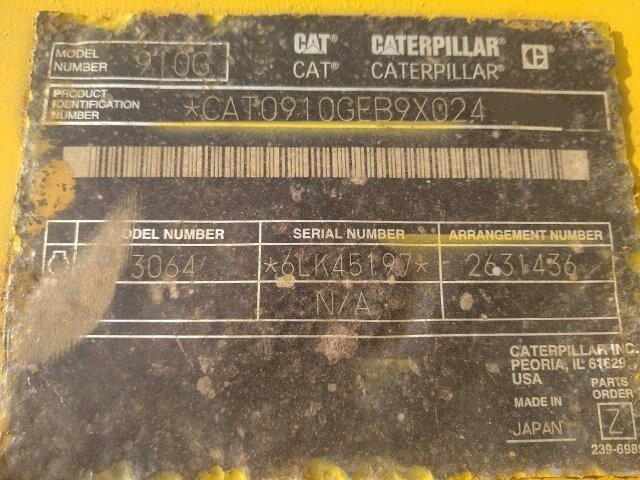 CAT CATERPILLAR C
CAT® CATERPILLAR®
MODEL NUMBER 910G
PRODUCT IDENTIFICATION NUMBER *CAT0910GEB9X024
MODEL NUMBER SERIAL NUMBER ARRANGEMENT NUMBER
3064 *6LK45197* 2631436
N/A
CATERPILLAR INC.
PEORIA, IL 61629
USA
PARTS ORDER
MADE IN
JAPAN Z
239-6989